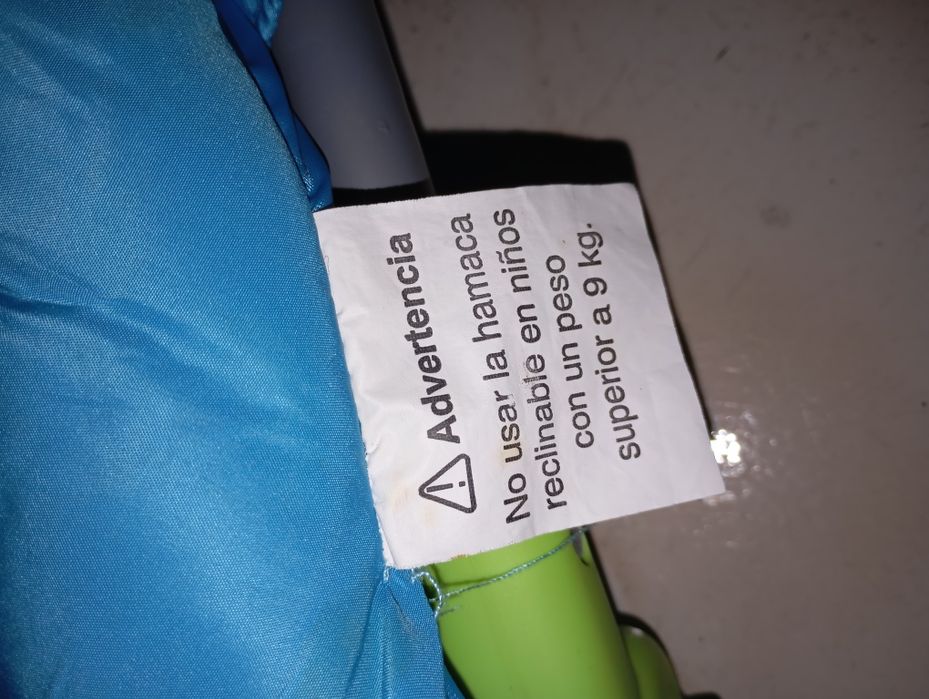 Advertencia
No usar la hamaca
reclinable en niños
con un peso
superior a 9 kg.